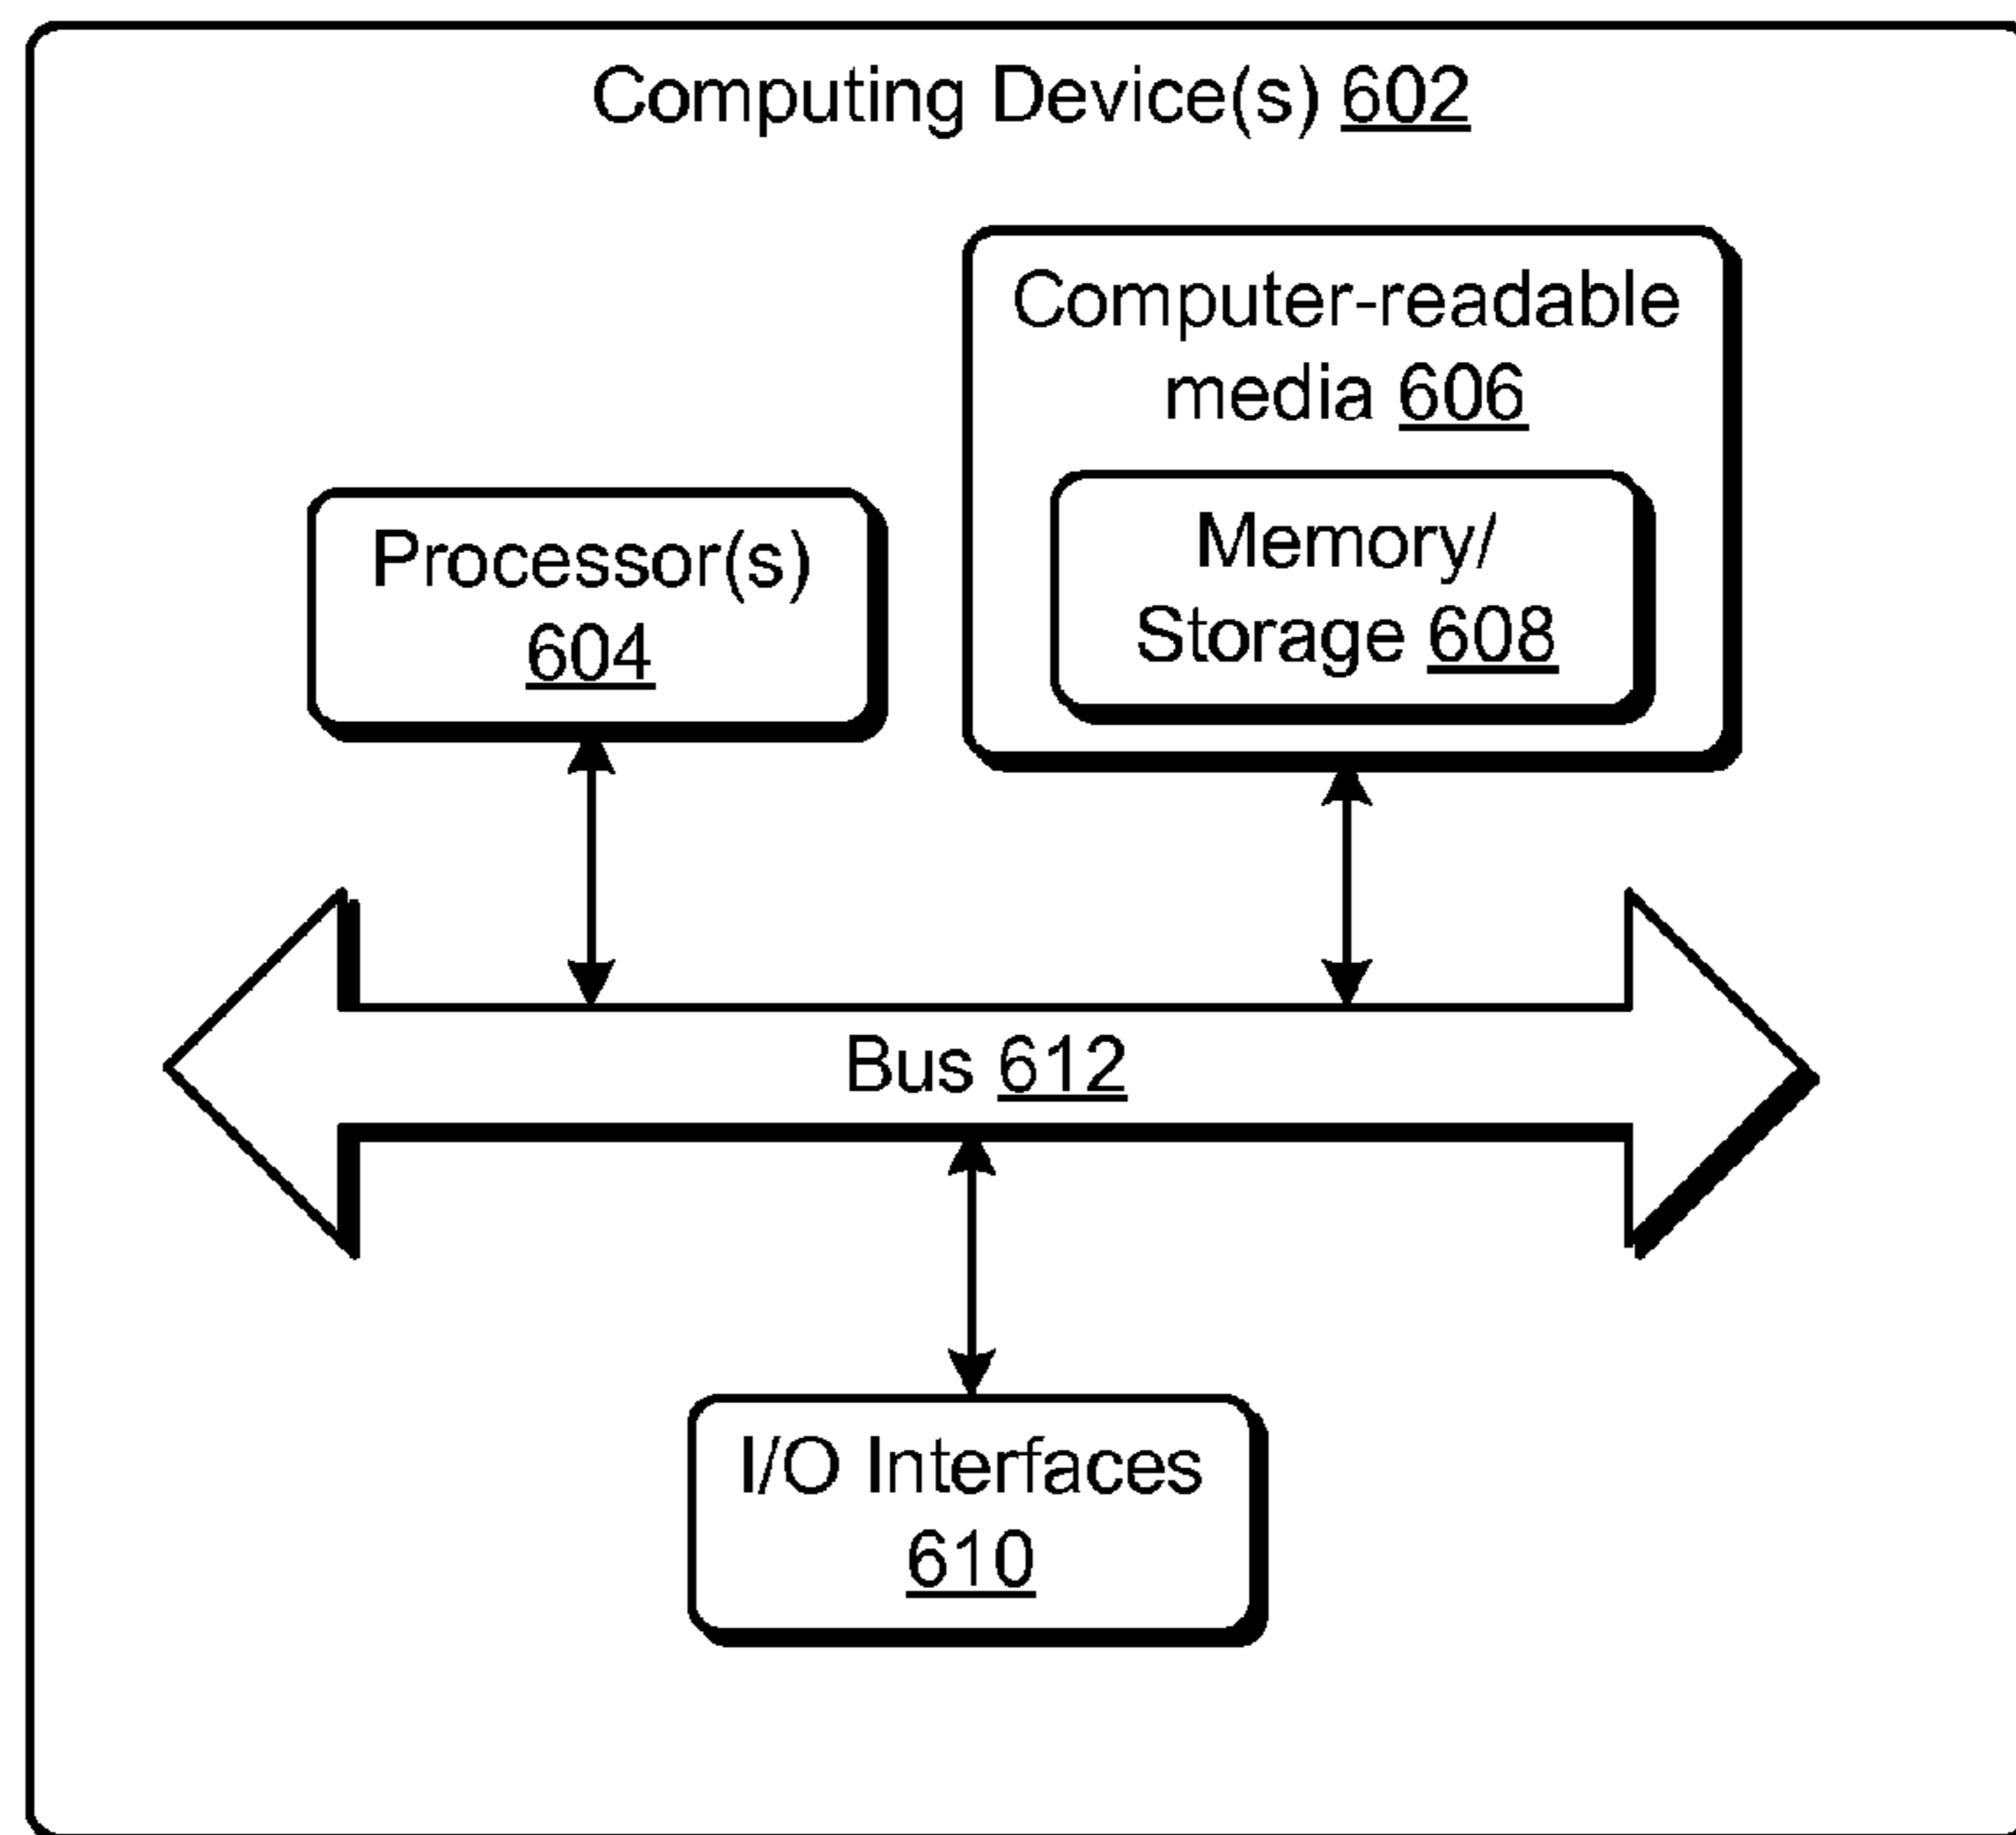 Computing Device(s) 602
Computer-readable
media 606
Memory/
Storage 608
Processor(s)
604
Bus 612
I/O Interfaces
610